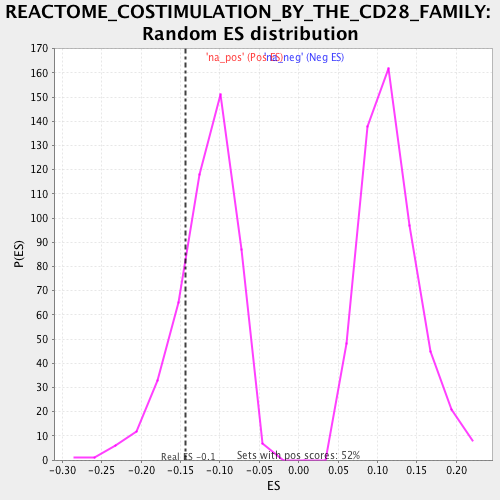 REACTOME_COSTIMULATION_BY_THE_CD28_FAMILY:
Random ES distribution
'na_pos' (Pos ES)
'na_neg' (Neg ES)
170
160
150
140
130
120
110
100
90
80
70
60
50
40
30
20
10
0
P(ES)
Real ES -0.1
Sets with pos scores: 52%
-0.30 -0.25 -0.20 -0.15 -0.10 -0.05 0.00 0.05 0.10 0.15 0.20
ES